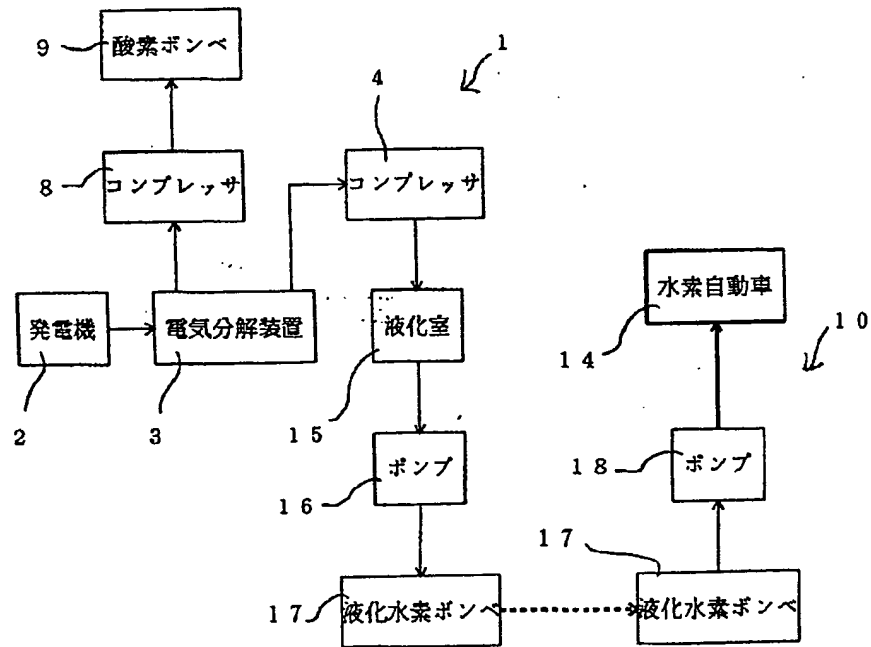 9
酸素ボンベ
1
4
8
コンプレッサ
コンプレッサ
水素自動車
発電機
電気分解装置
液化室
14
10
2
3
15
ポンプ
16
18
ポンプ
17
17
液化水素ボンベ
液化水素ボンベ